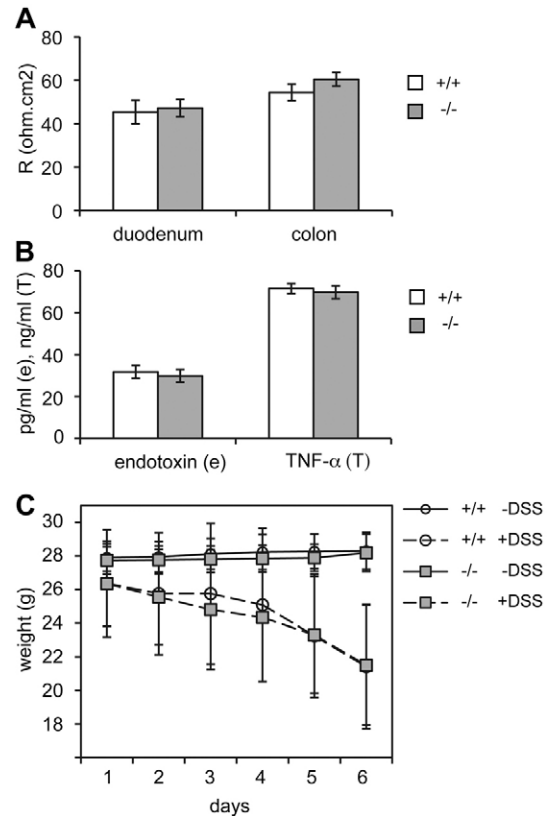 A
R (ohm.cm2)
80
60
40
20
0
duodenum
colon
+/+
-/-
B
pg/ml (e), ng/ml (T)
80
60
40
20
0
endotoxin (e)
TNF-α (T)
+/+
-/-
C
weight (g)
30
28
26
24
22
20
18
1 2 3 4 5 6
days
+/+ -DSS
+/+ +DSS
-/- -DSS
-/- +DSS